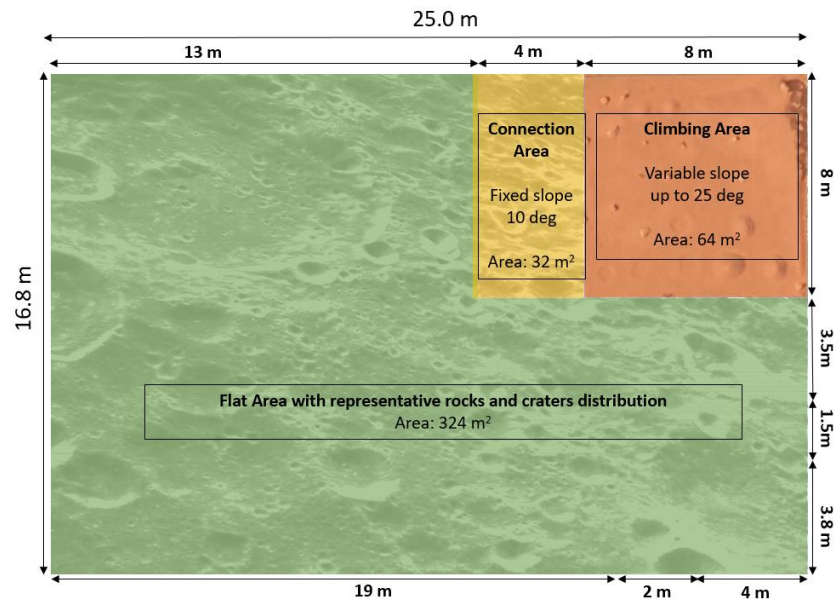 25.0 m
13 m
4 m
8 m
Connection
Area
Fixed slope
10 deg
Area: 32 m²
Climbing Area
Variable slope
up to 25 deg
Area: 64 m²
8 m
16.8 m
3.5m
Flat Area with representative rocks and craters distribution
Area: 324 m²
1.5m
3.8 m
19 m
2 m
4 m